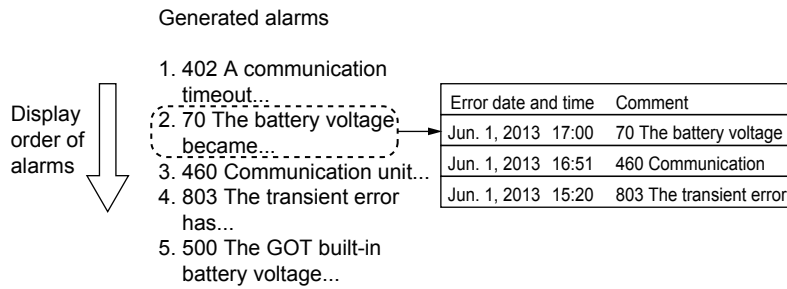 Generated alarms
1. 402 A communication
timeout...
2. 70 The battery voltage
became...
3. 460 Communication unit...
4. 803 The transient error
has...
5. 500 The GOT built-in
battery voltage...
Display
order of
alarms
Error date and time Comment
Jun. 1, 2013 17:00 70 The battery voltage
Jun. 1, 2013 16:51 460 Communication
Jun. 1, 2013 15:20 803 The transient error